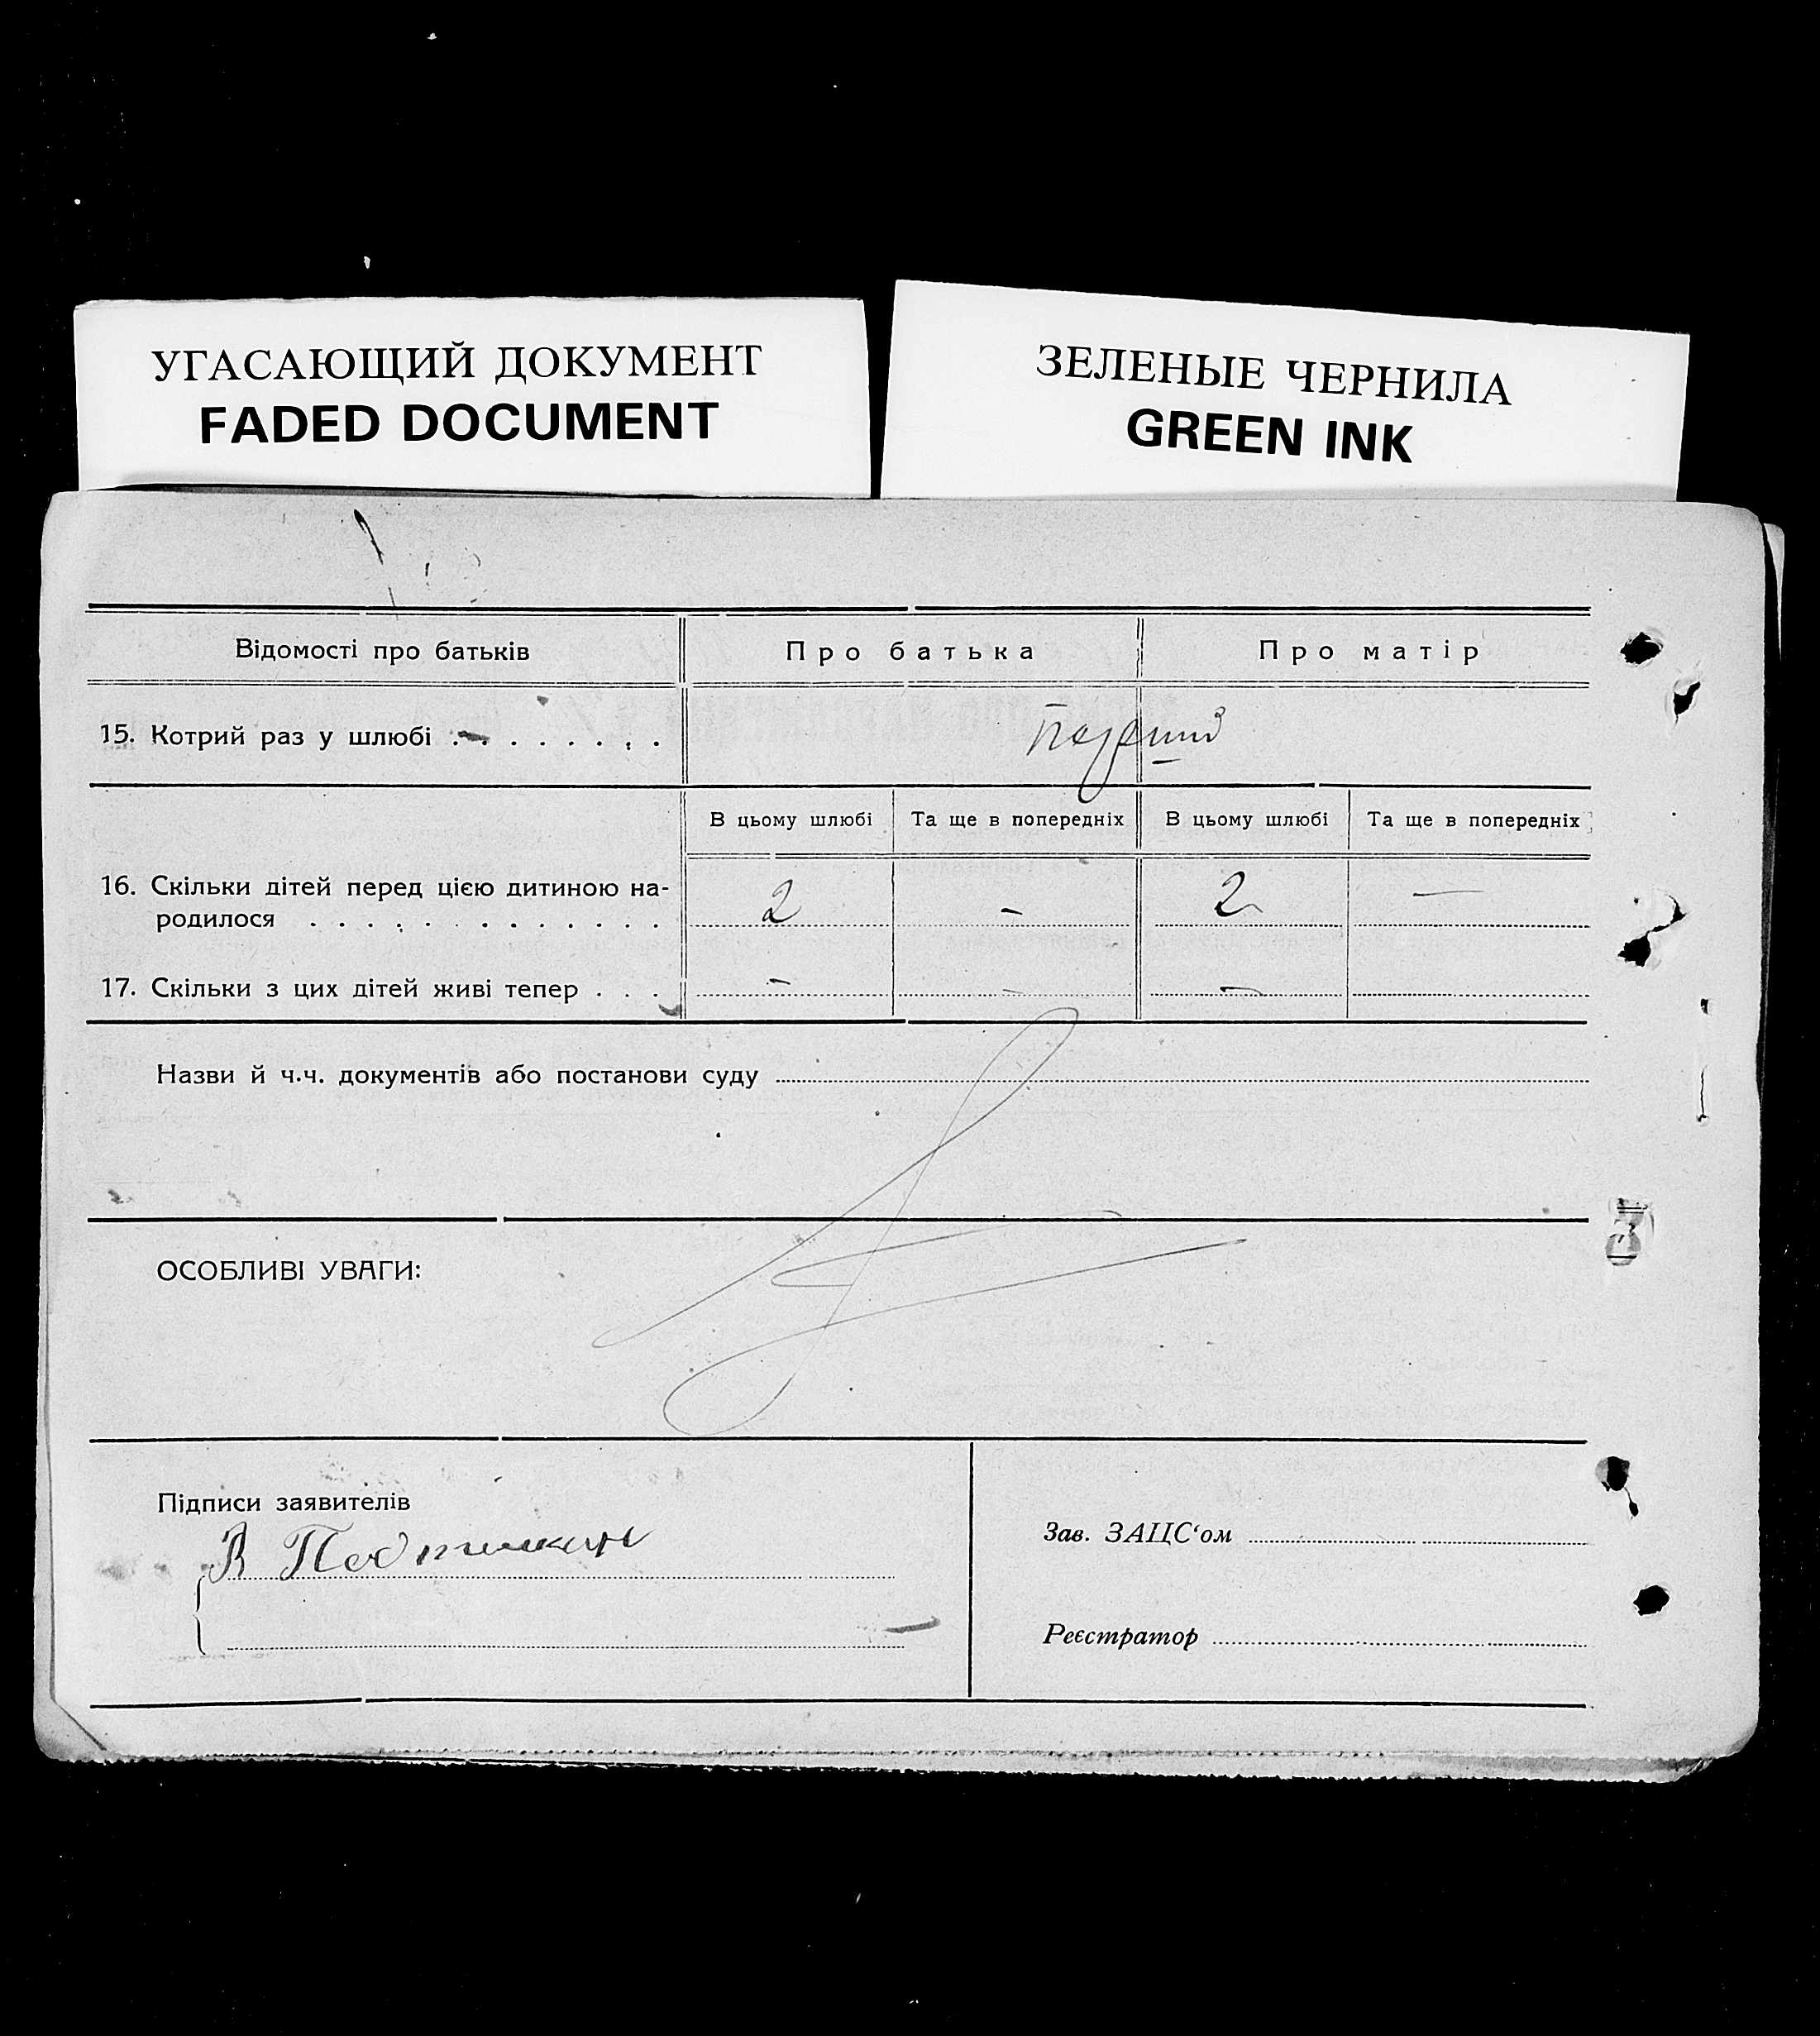 УГАСАЮЩИЙ ДОКУМЕНТ
FADED DOCUMENT
ЗЕЛЕНЫЕ ЧЕРНИЛА
GREEN INK
Відомості про батьків Про батька Про матір
15. Котрий раз у шлюбі . . . . . . . .
В цьому шлюбі Та ще в попередніх В цьому шлюбі Та ще в попередніх
16. Скільки дітей перед цією дитиною на-
родилося . . . . . . . . . . . . . 2 - 2 —
17. Скільки з цих дітей живі тепер . . . - - -
Назви й ч.ч. документів або постанови суду
ОСОБЛИВІ УВАГИ:
Підписи заявителів
Зав. ЗАЦС‘ом
Реєстратор